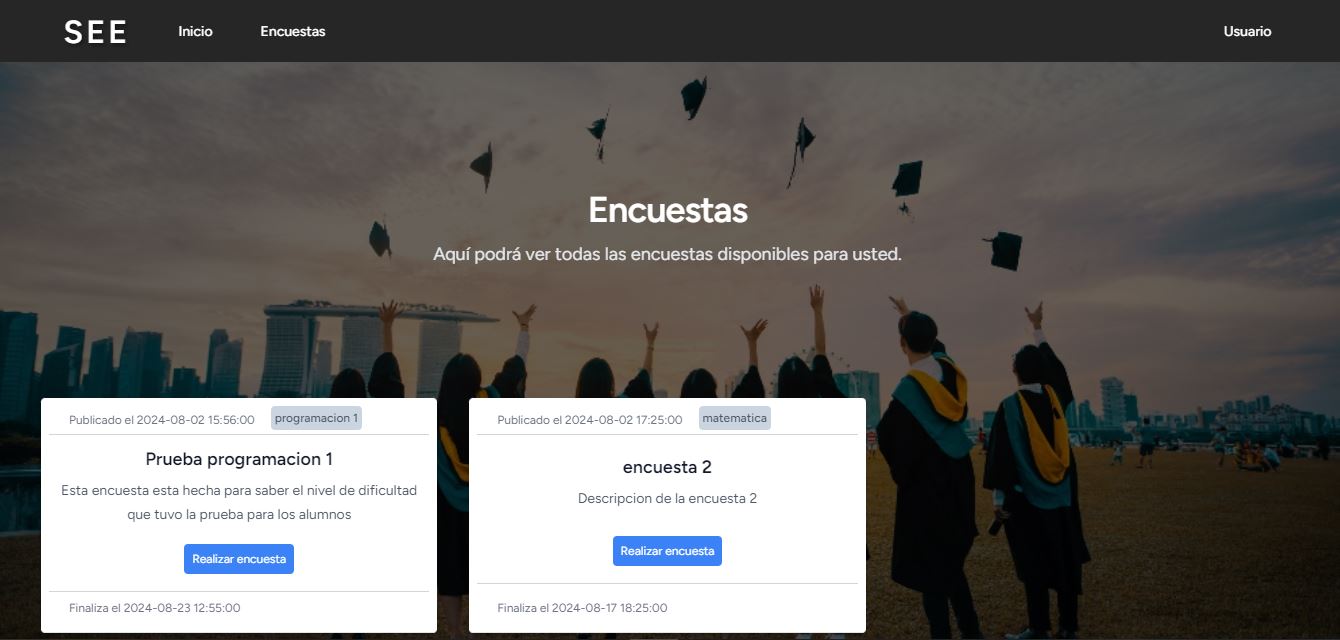 SEE
Inicio
Encuestas
Usuario
Encuestas
Aquí podrá ver todas las encuestas disponibles para usted.
Publicado el 2024-08-02 15:56:00
programacion 1
Prueba programacion 1
Esta encuesta esta hecha para saber el nivel de dificultad
que tuvo la prueba para los alumnos
Realizar encuesta
Finaliza el 2024-08-23 12:55:00
Publicado el 2024-08-02 17:25:00
matematica
encuesta 2
Descripcion de la encuesta 2
Realizar encuesta
Finaliza el 2024-08-17 18:25:00